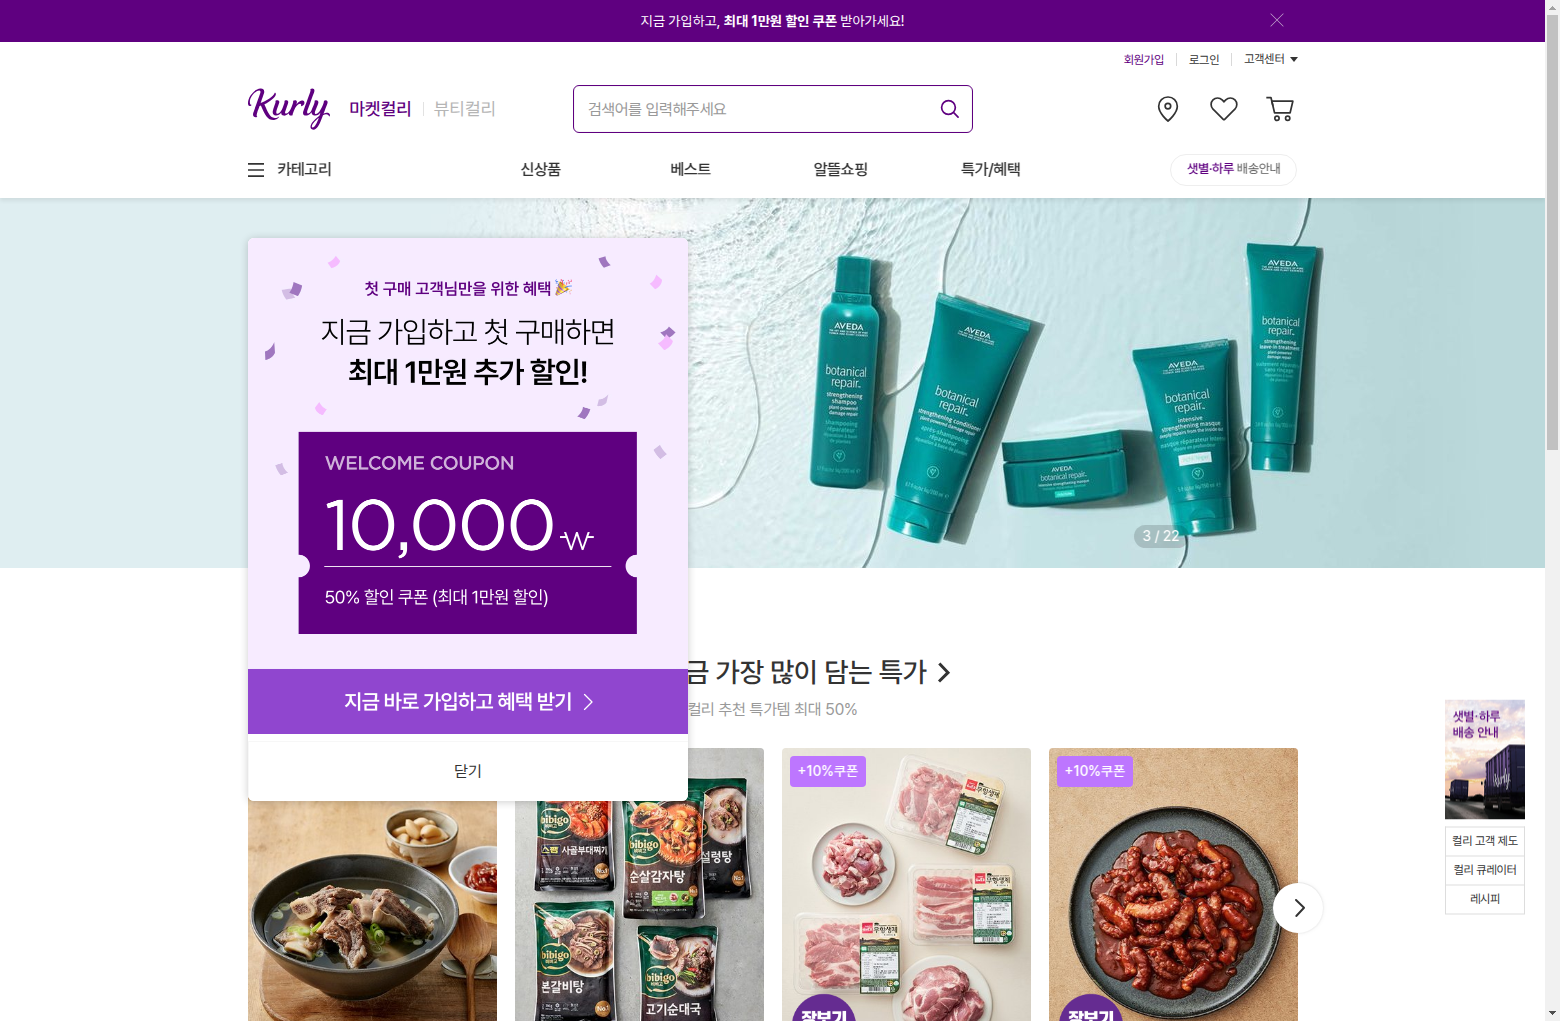 지금 가입하고, 최대 1만원 할인 쿠폰 받아가세요!
회원가입
로그인
고객센터
Kurly
마켓컬리
뷰티컬리
검색어를 입력해주세요
카테고리
신상품
베스트
알뜰쇼핑
특가/혜택
샛별·하루 배송안내
첫 구매 고객님만을 위한 혜택
지금 가입하고 첫 구매하면
최대 1만원 추가 할인!
WELCOME COUPON
10,000₩
50% 할인 쿠폰 (최대 1만원 할인)
지금 바로 가입하고 혜택 받기
닫기
AVEDA
botanical
repair.
strengthening
shampoo
AVEDA
botanical
repair.
strengthening conditioner
AVEDA
botanical repair.
AVEDA
botanical
repair.
intensive
strengthening masque
AVEDA
botanical
repair.
strengthening
leave-in treatment
3 / 22
금 가장 많이 담는 특가
컬리 추천 특가템 최대 50%
+10%쿠폰
+10%쿠폰
bibigo
스팸 사골부대찌개
bibigo
순살감자탕
설렁탕
bibigo
본갈비탕
bibigo
고기순대국
무항생제
무항생제
무항생제
장보기
장보기
샛별·하루
배송 안내
Kurly
컬리 고객 제도
컬리 큐레이터
레시피